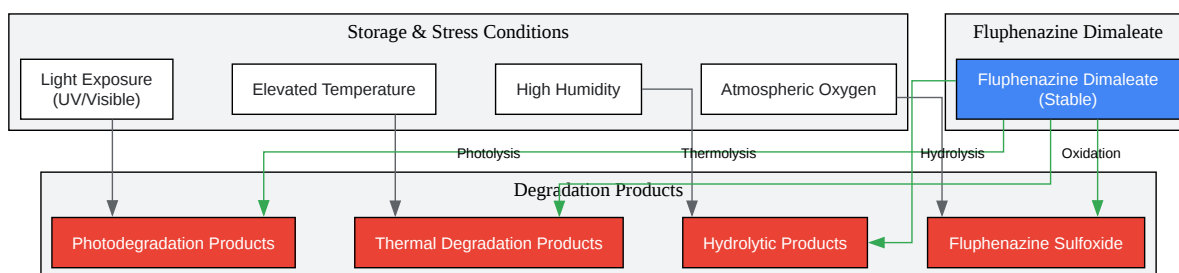 Storage & Stress Conditions
Fluphenazine Dimaleate
Light Exposure
(UV/Visible)
Elevated Temperature
High Humidity
Atmospheric Oxygen
Fluphenazine Dimaleate
(Stable)
Photolysis
Thermolysis
Hydrolysis
Oxidation
Degradation Products
Photodegradation Products
Thermal Degradation Products
Hydrolytic Products
Fluphenazine Sulfoxide